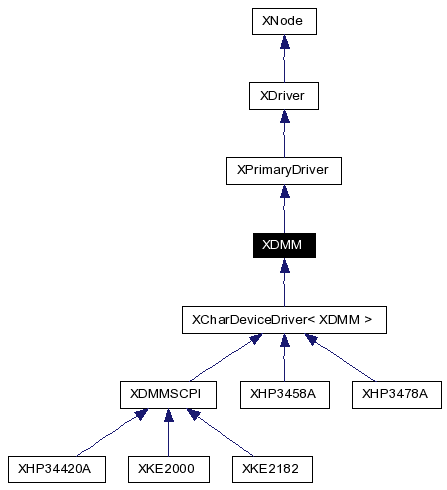 XNode
XDriver
XPrimaryDriver
XDMM
XCharDeviceDriver< XDMM >
XDMMSCPI
XHP3458A
XHP3478A
XHP34420A
XKE2000
XKE2182